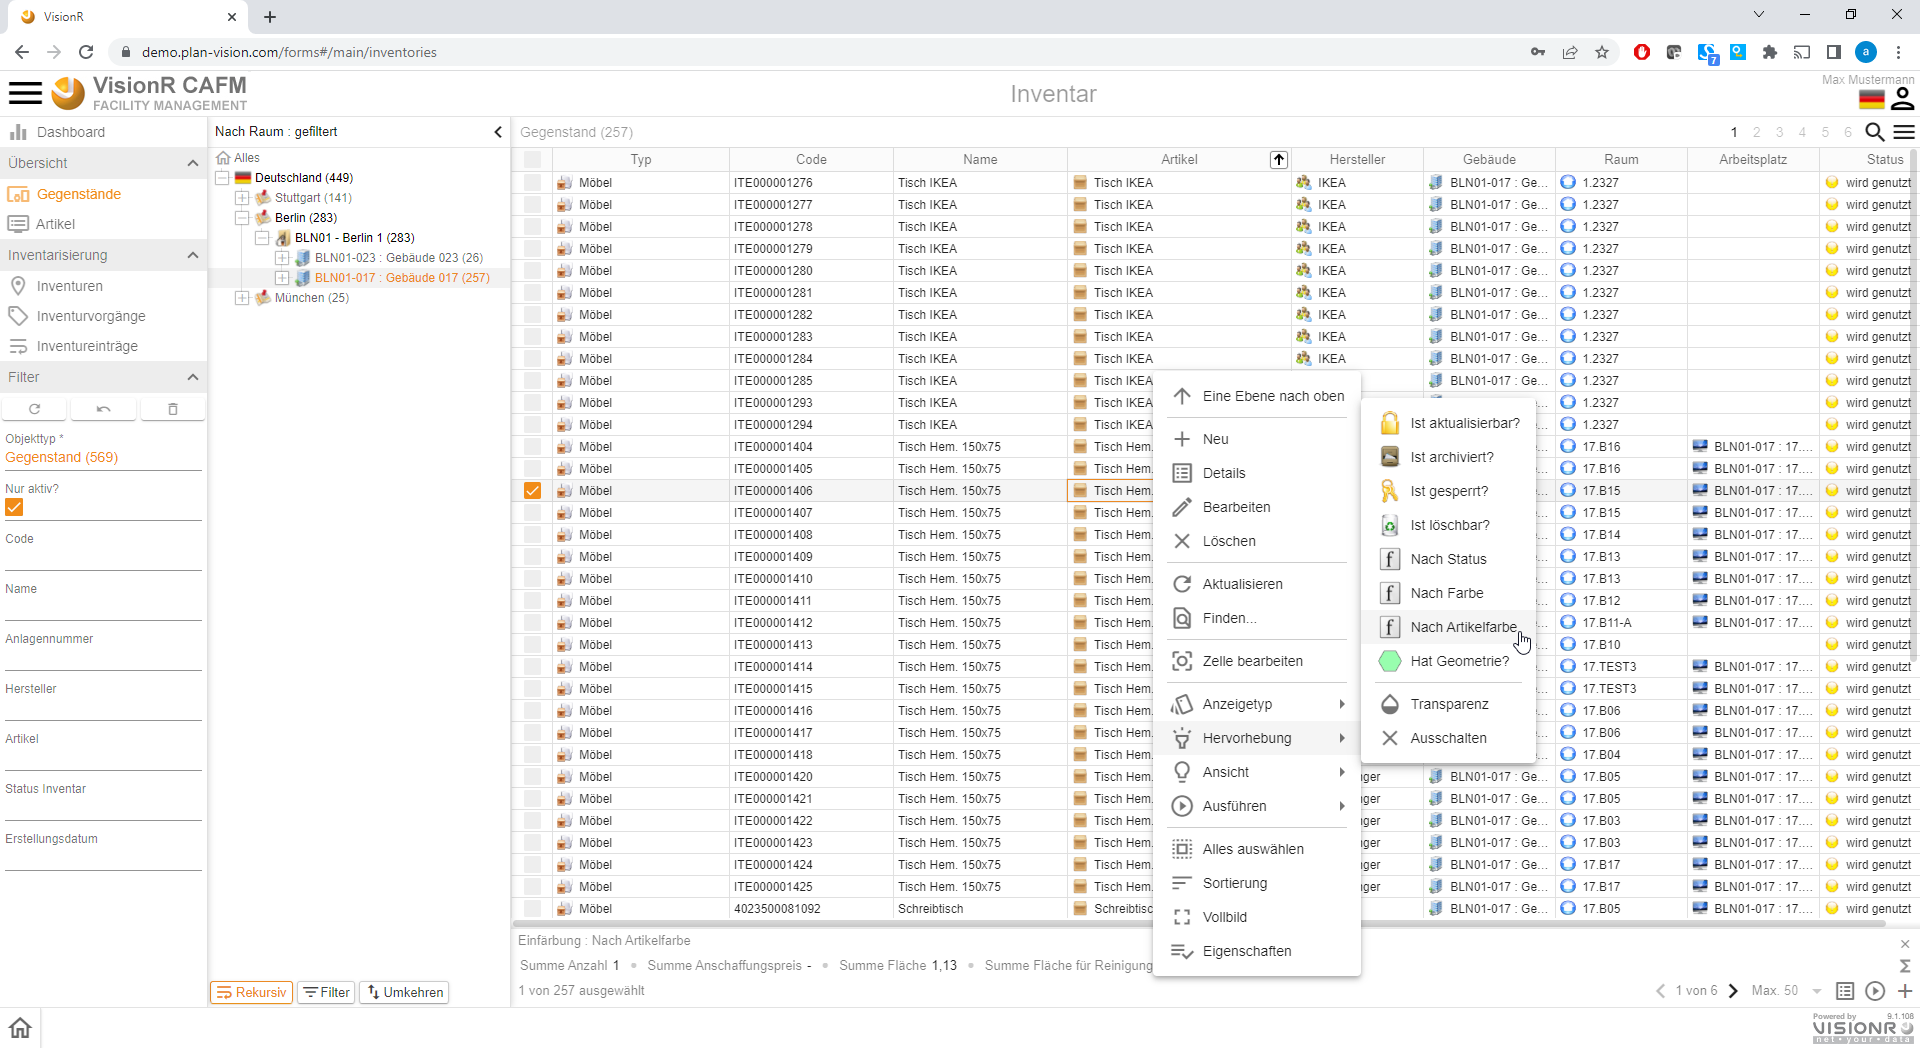 VisionR
demo.plan-vision.com/forms#/main/inventories
7
a
VisionR CAFM
FACILITY MANAGEMENT
Inventar
Max Mustermann
Dashboard
Übersicht
Gegenstände
Artikel
Inventarisierung
Inventuren
Inventurvorgänge
Inventureinträge
Filter
Objekttyp *
Gegenstand (569)
Nur aktiv?
Code
Name
Anlagennummer
Hersteller
Artikel
Status Inventar
Erstellungsdatum
Nach Raum : gefiltert
Alles
Deutschland (449)
Stuttgart (141)
Berlin (283)
BLN01 - Berlin 1 (283)
BLN01-023 : Gebäude 023 (26)
BLN01-017 : Gebäude 017 (257)
München (25)
Rekursiv Filter Umkehren
Gegenstand (257) 1 2 3 4 5 6
Typ Code Name Artikel Hersteller Gebäude Raum Arbeitsplatz Status
Möbel ITE000001276 Tisch IKEA Tisch IKEA IKEA BLN01-017 : Ge... 1.2327 wird genutzt
Möbel ITE000001277 Tisch IKEA Tisch IKEA IKEA BLN01-017 : Ge... 1.2327 wird genutzt
Möbel ITE000001278 Tisch IKEA Tisch IKEA IKEA BLN01-017 : Ge... 1.2327 wird genutzt
Möbel ITE000001279 Tisch IKEA Tisch IKEA IKEA BLN01-017 : Ge... 1.2327 wird genutzt
Möbel ITE000001280 Tisch IKEA Tisch IKEA IKEA BLN01-017 : Ge... 1.2327 wird genutzt
Möbel ITE000001281 Tisch IKEA Tisch IKEA IKEA BLN01-017 : Ge... 1.2327 wird genutzt
Möbel ITE000001282 Tisch IKEA Tisch IKEA IKEA BLN01-017 : Ge... 1.2327 wird genutzt
Möbel ITE000001283 Tisch IKEA Tisch IKEA IKEA BLN01-017 : Ge... 1.2327 wird genutzt
Möbel ITE000001284 Tisch IKEA Tisch IKEA IKEA BLN01-017 : Ge... 1.2327 wird genutzt
Möbel ITE000001285 Tisch IKEA Tisch IKEA BLN01-017 : Ge... 1.2327 wird genutzt
Möbel ITE000001293 Tisch IKEA Tisch IKEA 1.2327 wird genutzt
Möbel ITE000001294 Tisch IKEA Tisch IKEA 1.2327 wird genutzt
Möbel ITE000001404 Tisch Hem. 150x75 Tisch Hem. 17.B16 BLN01-017 : 17.... wird genutzt
Möbel ITE000001405 Tisch Hem. 150x75 Tisch Hem. 17.B16 BLN01-017 : 17.... wird genutzt
Möbel ITE000001406 Tisch Hem. 150x75 Tisch Hem. 17.B15 BLN01-017 : 17.... wird genutzt
Möbel ITE000001407 Tisch Hem. 150x75 Tisch Hem. 17.B15 BLN01-017 : 17.... wird genutzt
Möbel ITE000001408 Tisch Hem. 150x75 Tisch Hem. 17.B14 BLN01-017 : 17.... wird genutzt
Möbel ITE000001409 Tisch Hem. 150x75 Tisch Hem. 17.B13 BLN01-017 : 17.... wird genutzt
Möbel ITE000001410 Tisch Hem. 150x75 Tisch Hem. 17.B13 BLN01-017 : 17.... wird genutzt
Möbel ITE000001411 Tisch Hem. 150x75 Tisch Hem. 17.B12 BLN01-017 : 17.... wird genutzt
Möbel ITE000001412 Tisch Hem. 150x75 Tisch Hem. 17.B11-A BLN01-017 : 17.... wird genutzt
Möbel ITE000001413 Tisch Hem. 150x75 Tisch Hem. 17.B10 wird genutzt
Möbel ITE000001414 Tisch Hem. 150x75 Tisch Hem. 17.TEST3 BLN01-017 : 17.... wird genutzt
Möbel ITE000001415 Tisch Hem. 150x75 Tisch Hem. 17.TEST3 BLN01-017 : 17.... wird genutzt
Möbel ITE000001416 Tisch Hem. 150x75 Tisch Hem. 17.B06 BLN01-017 : 17.... wird genutzt
Möbel ITE000001417 Tisch Hem. 150x75 Tisch Hem. 17.B06 BLN01-017 : 17.... wird genutzt
Möbel ITE000001418 Tisch Hem. 150x75 Tisch Hem. 17.B04 BLN01-017 : 17.... wird genutzt
Möbel ITE000001420 Tisch Hem. 150x75 Tisch Hem. nger BLN01-017 : Ge... 17.B05 BLN01-017 : 17.... wird genutzt
Möbel ITE000001421 Tisch Hem. 150x75 Tisch Hem. nger BLN01-017 : Ge... 17.B05 BLN01-017 : 17.... wird genutzt
Möbel ITE000001422 Tisch Hem. 150x75 Tisch Hem. nger BLN01-017 : Ge... 17.B03 BLN01-017 : 17.... wird genutzt
Möbel ITE000001423 Tisch Hem. 150x75 Tisch Hem. nger BLN01-017 : Ge... 17.B03 BLN01-017 : 17.... wird genutzt
Möbel ITE000001424 Tisch Hem. 150x75 Tisch Hem. nger BLN01-017 : Ge... 17.B17 BLN01-017 : 17.... wird genutzt
Möbel ITE000001425 Tisch Hem. 150x75 Tisch Hem. nger BLN01-017 : Ge... 17.B17 BLN01-017 : 17.... wird genutzt
Möbel 4023500081092 Schreibtisch Schreibtisc BLN01-017 : Ge... 17.B05 BLN01-017 : 17.... wird genutzt
Eine Ebene nach oben
Neu
Details
Bearbeiten
Löschen
Aktualisieren
Finden...
Zelle bearbeiten
Anzeigetyp
Hervorhebung
Ansicht
Ausführen
Alles auswählen
Sortierung
Vollbild
Eigenschaften
Ist aktualisierbar?
Ist archiviert?
Ist gesperrt?
Ist löschbar?
f Nach Status
f Nach Farbe
f Nach Artikelfarbe
Hat Geometrie?
Transparenz
Ausschalten
Einfärbung : Nach Artikelfarbe
Summe Anzahl 1 • Summe Anschaffungspreis - • Summe Fläche 1,13 • Summe Fläche für Reinigung
1 von 257 ausgewählt
1 von 6 Max. 50
Powered by 9.1.108
VISIONR
net • your • data